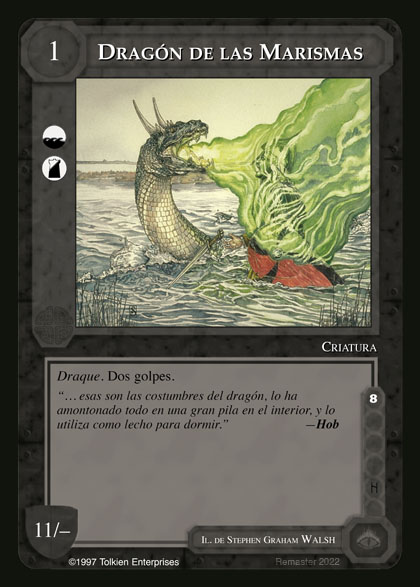 1
DRAGÓN DE LAS MARISMAS
CRIATURA
Draque. Dos golpes.
“… esas son las costumbres del dragón, lo ha
amontonado todo en una gran pila en el interior, y lo
utiliza como lecho para dormir.” —Hob
8
11/–
IL. DE STEPHEN GRAHAM WALSH
©1997 Tolkien Enterprises
Remaster 2022